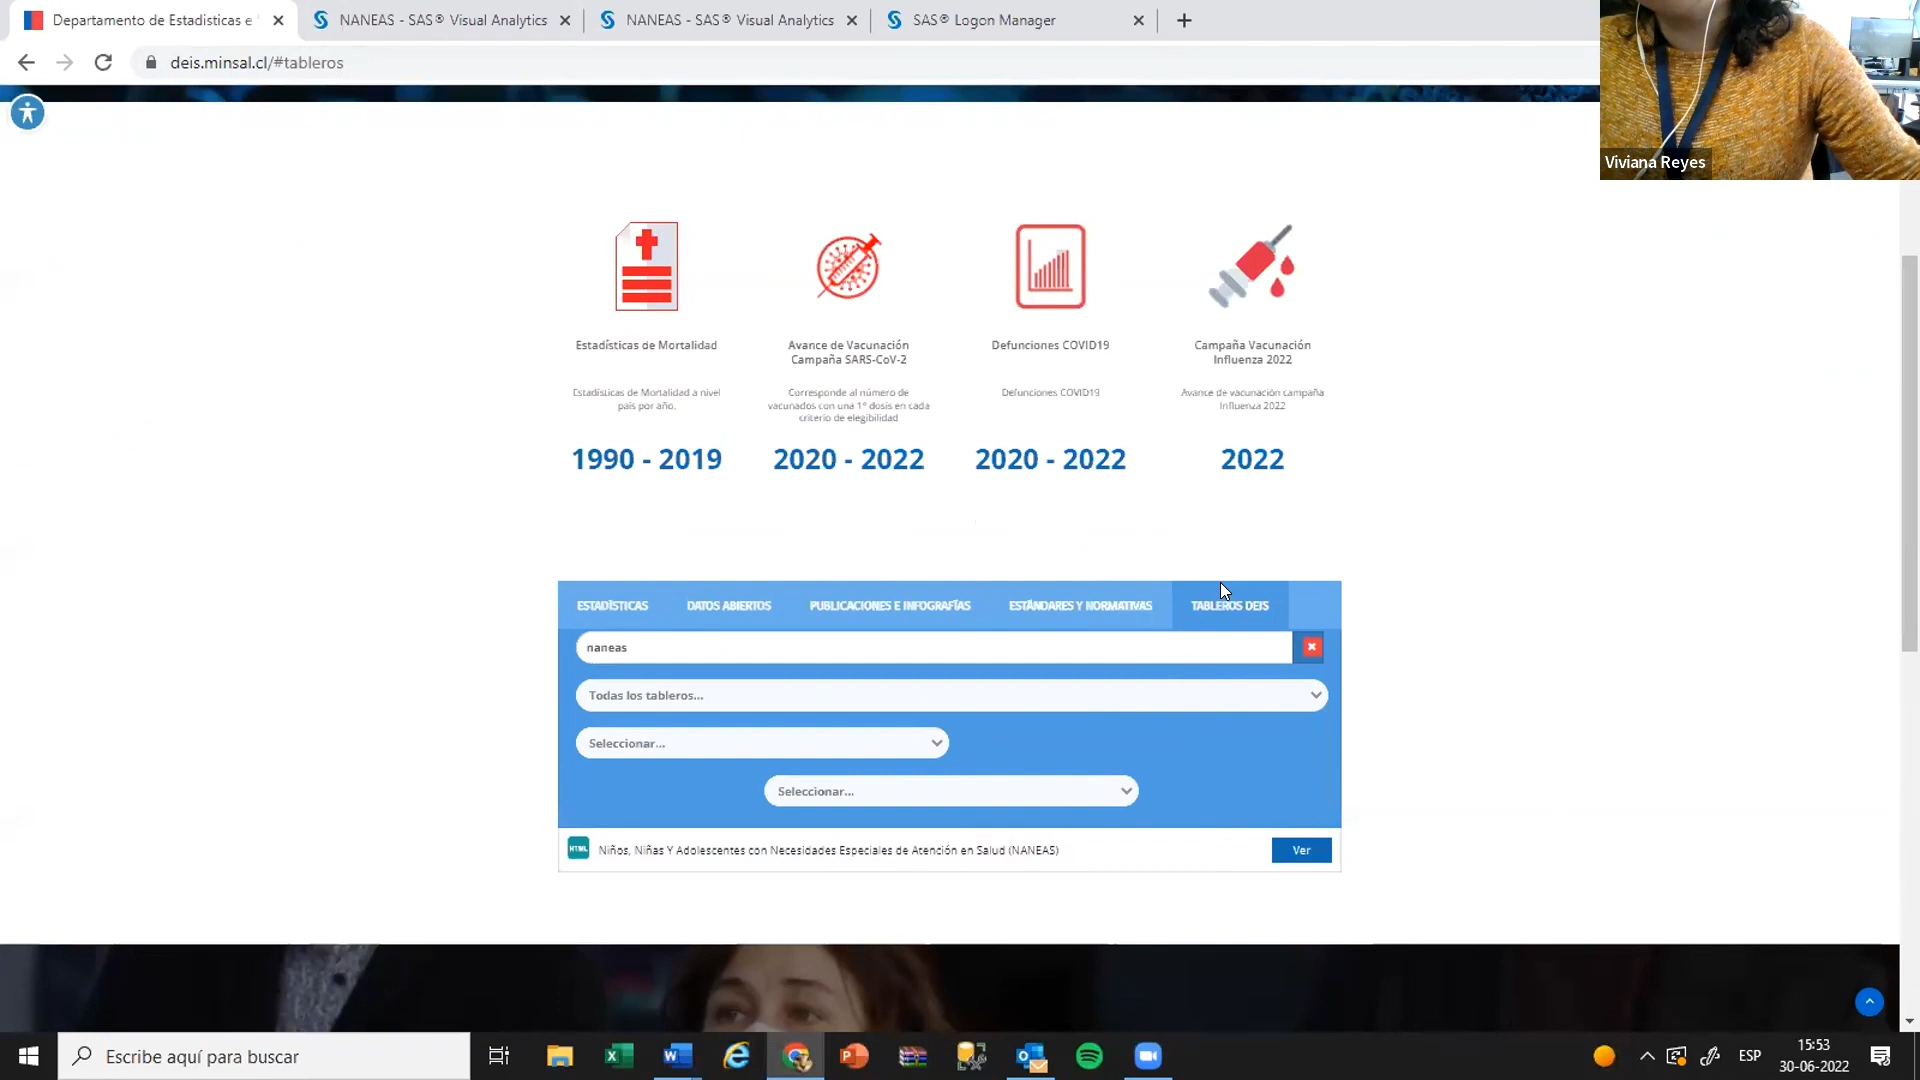 Departamento de Estadisticas e
NANEAS - SAS® Visual Analytics
NANEAS - SAS® Visual Analytics
SAS® Logon Manager
deis.minsal.cl/#tableros
Viviana Reyes
Estadísticas de Mortalidad
Estadísticas de Mortalidad a nivel
país por año.
1990 - 2019
Avance de Vacunación
Campaña SARS-CoV-2
Corresponde al número de
vacunados con una 1° dosis en cada
criterio de elegibilidad
2020 - 2022
Defunciones COVID19
Defunciones COVID19
2020 - 2022
Campaña Vacunación
Influenza 2022
Avance de vacunación campaña
Influenza 2022
2022
ESTADÍSTICAS
DATOS ABIERTOS
PUBLICACIONES E INFOGRAFÍAS
ESTÁNDARES Y NORMATIVAS
TABLEROS DEIS
naneas
Todas los tableros...
Seleccionar...
Seleccionar...
HTML
Niños, Niñas Y Adolescentes con Necesidades Especiales de Atención en Salud (NANEAS)
Ver
Escribe aquí para buscar
ESP
15:53
30-06-2022